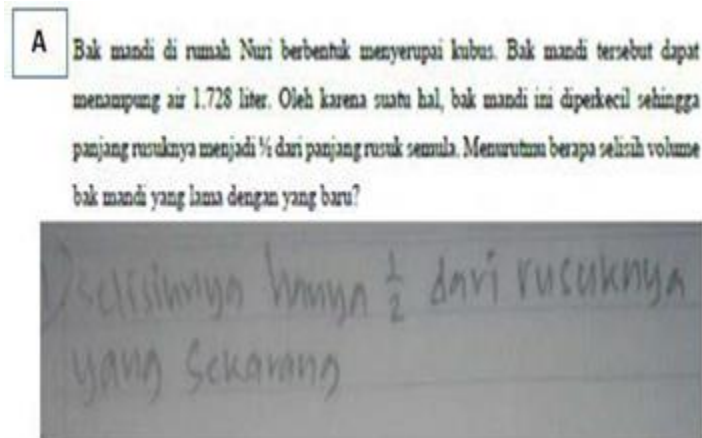 A
Bak mandi di rumah Nuri berbentuk menyerupai kubus. Bak mandi tersebut dapat
menampung air 1.728 liter. Oleh karena suatu hal, bak mandi ini diperkecil sehingga
panjang rusuknya menjadi ½ dari panjang rusuk semula. Menurutmu berapa selisih volume
bak mandi yang lama dengan yang baru?
1) selisihnya hanya 1/2 dari rusuknya
yang sekarang